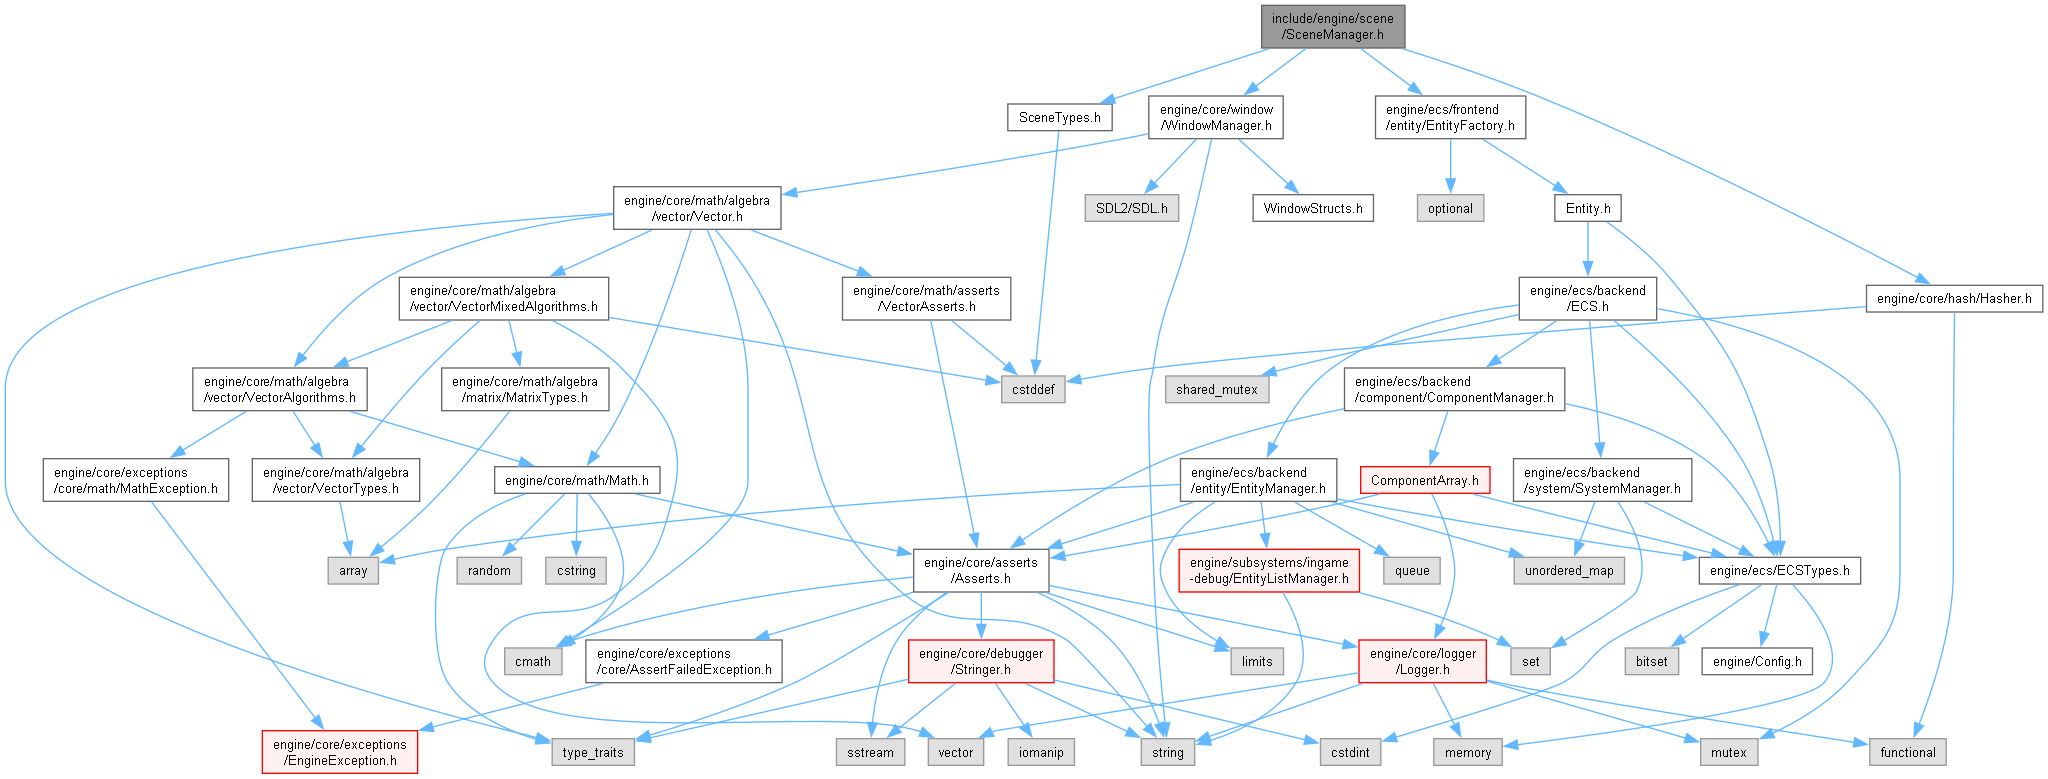 include/engine/scene
/SceneManager.h
SceneTypes.h
engine/core/window
/WindowManager.h
engine/ecs/frontend
/entity/EntityFactory.h
engine/core/math/algebra
/vector/Vector.h
SDL2/SDL.h
WindowStructs.h
optional
Entity.h
engine/core/math/algebra
/vector/VectorMixedAlgorithms.h
engine/core/math/asserts
/VectorAsserts.h
engine/ecs/backend
/ECS.h
engine/core/hash/Hasher.h
engine/core/math/algebra
/vector/VectorAlgorithms.h
engine/core/math/algebra
/matrix/MatrixTypes.h
cstddef
shared_mutex
engine/ecs/backend
/component/ComponentManager.h
engine/core/exceptions
/core/math/MathException.h
engine/core/math/algebra
/vector/VectorTypes.h
engine/core/math/Math.h
engine/ecs/backend
/entity/EntityManager.h
ComponentArray.h
engine/ecs/backend
/system/SystemManager.h
array
random
cstring
engine/core/asserts
/Asserts.h
engine/subsystems/ingame
-debug/EntityListManager.h
queue
unordered_map
engine/ecs/ECSTypes.h
cmath
engine/core/exceptions
/core/AssertFailedException.h
engine/core/debugger
/Stringer.h
limits
engine/core/logger
/Logger.h
set
bitset
engine/Config.h
engine/core/exceptions
/EngineException.h
type_traits
sstream
vector
iomanip
string
cstdint
memory
mutex
functional